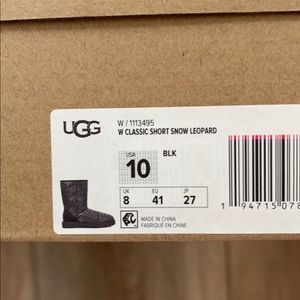 UGG
W / 1113495
W CLASSIC SHORT SNOW LEOPARD
USA
10
BLK
UK
8
EU
41
JP
27
MADE IN CHINA
FABRIQUÉ EN CHINE
1 94715 078